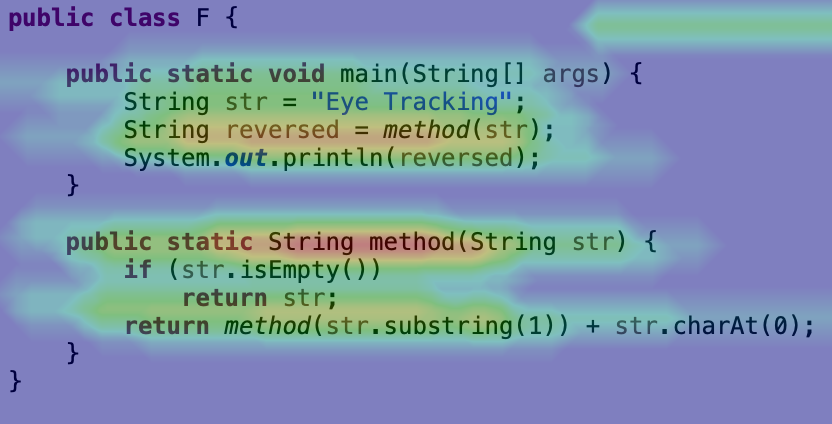 public class F {
public static void main(String[] args) {
String str = "Eye Tracking";
String reversed = method(str);
System.out.println(reversed);
}
public static String method(String str) {
if (str.isEmpty())
return str;
return method(str.substring(1)) + str.charAt(0);
}
}